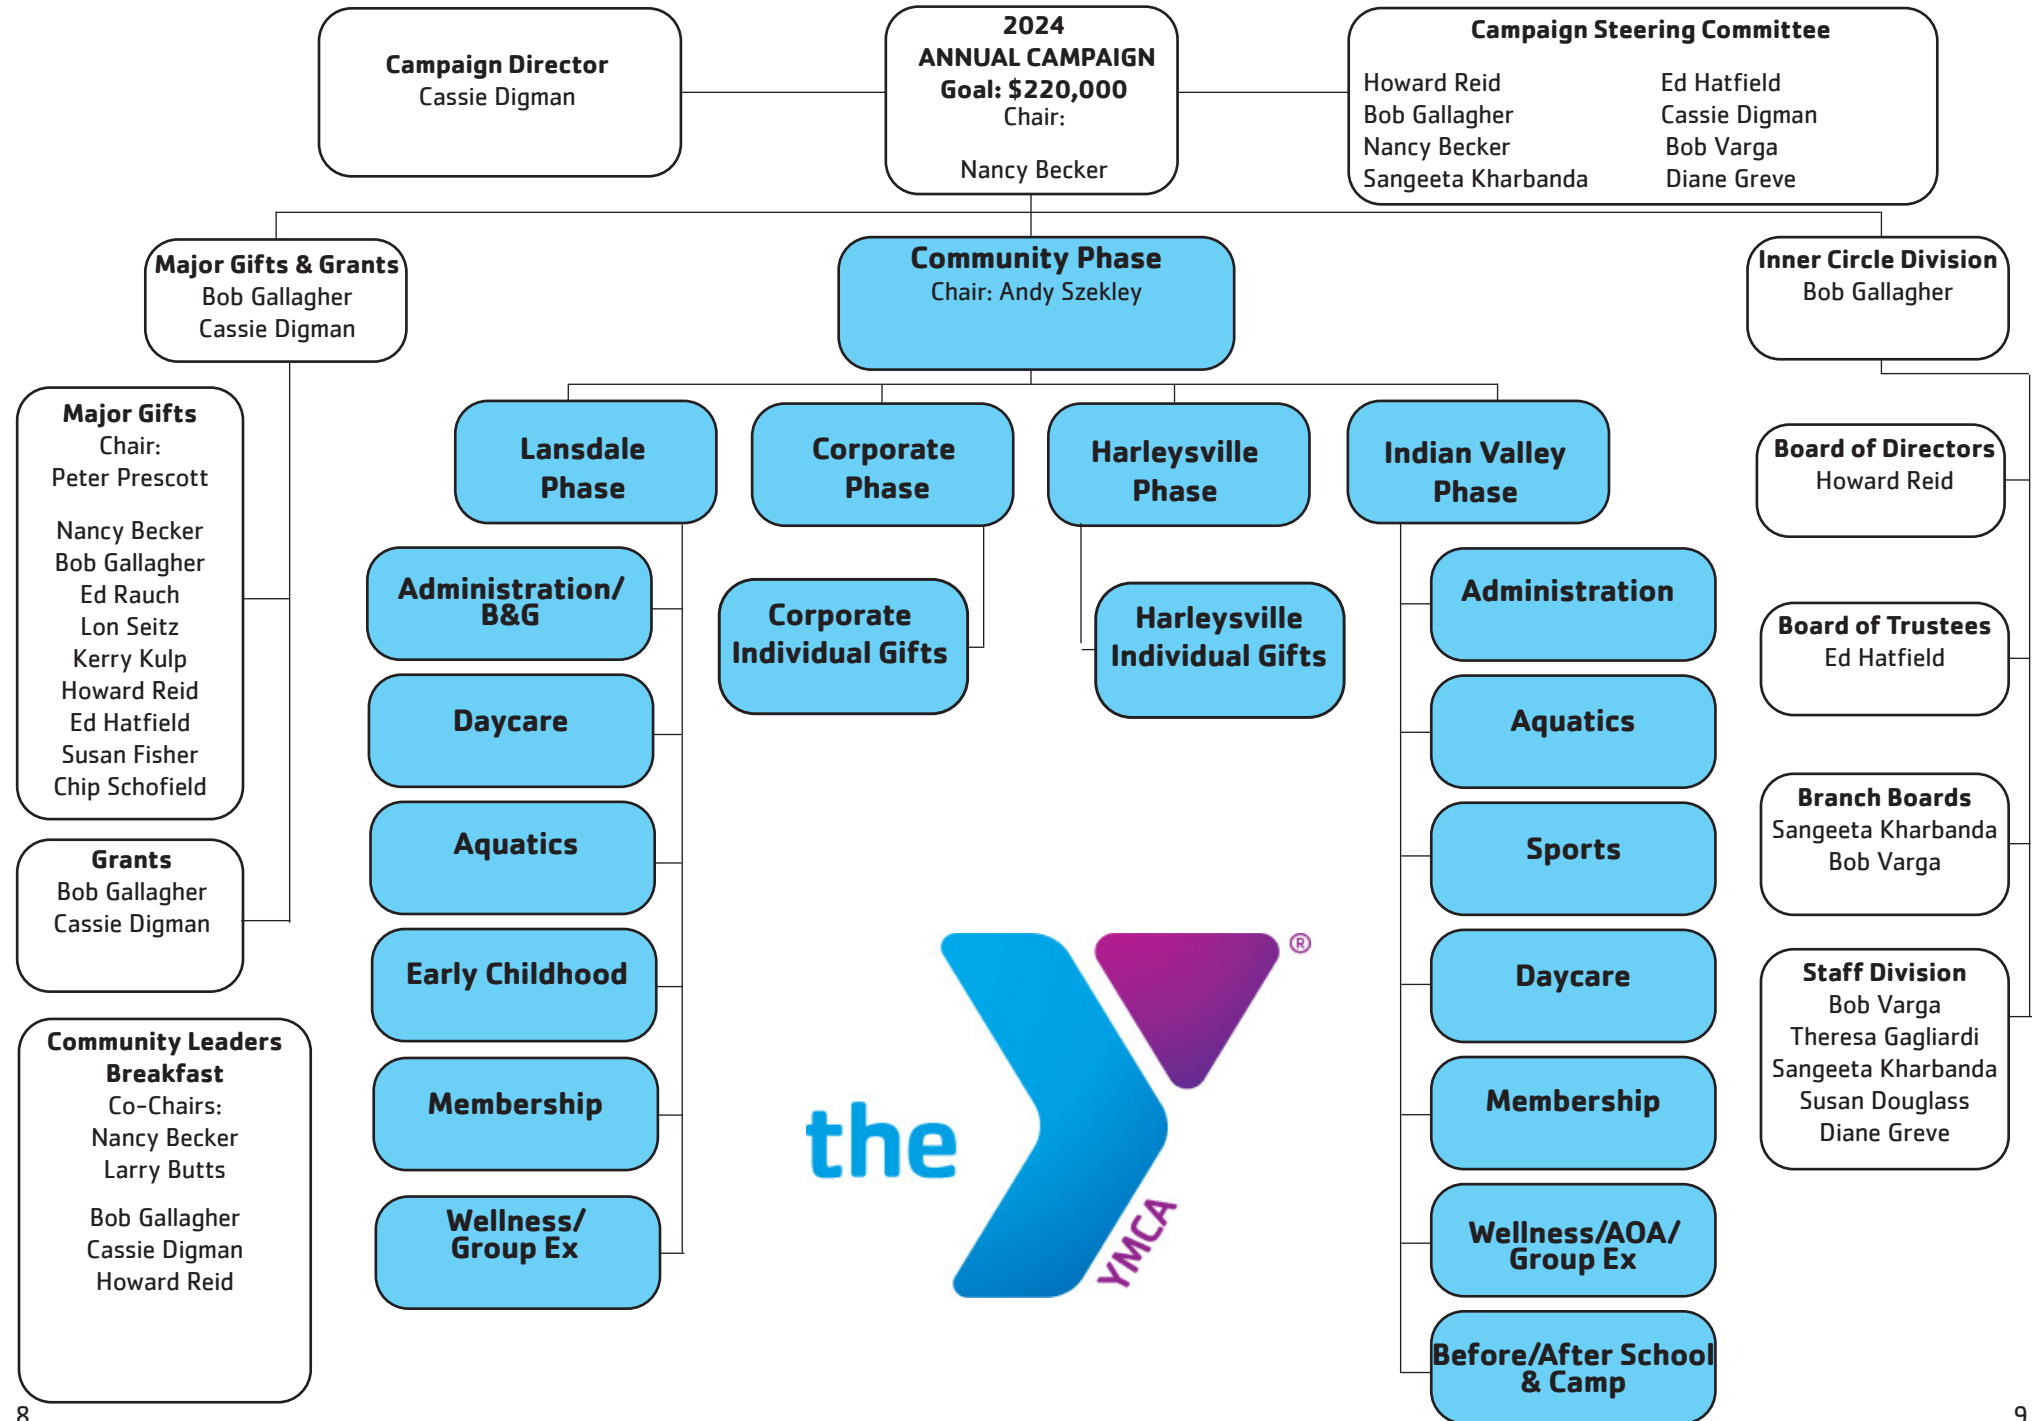 Campaign Director
Cassie Digman
2024
ANNUAL CAMPAIGN
Goal: $220,000
Chair:
Nancy Becker
Campaign Steering Committee
Howard Reid
Bob Gallagher
Nancy Becker
Sangeeta Kharbanda
Ed Hatfield
Cassie Digman
Bob Varga
Diane Greve
Major Gifts & Grants
Bob Gallagher
Cassie Digman
Community Phase
Chair: Andy Szekley
Inner Circle Division
Bob Gallagher
Major Gifts
Chair:
Peter Prescott
Nancy Becker
Bob Gallagher
Ed Rauch
Lon Seitz
Kerry Kulp
Howard Reid
Ed Hatfield
Susan Fisher
Chip Schofield
Grants
Bob Gallagher
Cassie Digman
Community Leaders
Breakfast
Co-Chairs:
Nancy Becker
Larry Butts
Bob Gallagher
Cassie Digman
Howard Reid
Lansdale
Phase
Administration/
B&G
Daycare
Aquatics
Early Childhood
Membership
Wellness/
Group Ex
Corporate
Phase
Corporate
Individual Gifts
Harleysville
Phase
Harleysville
Individual Gifts
Indian Valley
Phase
Administration
Aquatics
Sports
Daycare
Membership
Wellness/AOA/
Group Ex
Before/After School
& Camp
Board of Directors
Howard Reid
Board of Trustees
Ed Hatfield
Branch Boards
Sangeeta Kharbanda
Bob Varga
Staff Division
Bob Varga
Theresa Gagliardi
Sangeeta Kharbanda
Susan Douglass
Diane Greve
the
YMCA
®
8
9